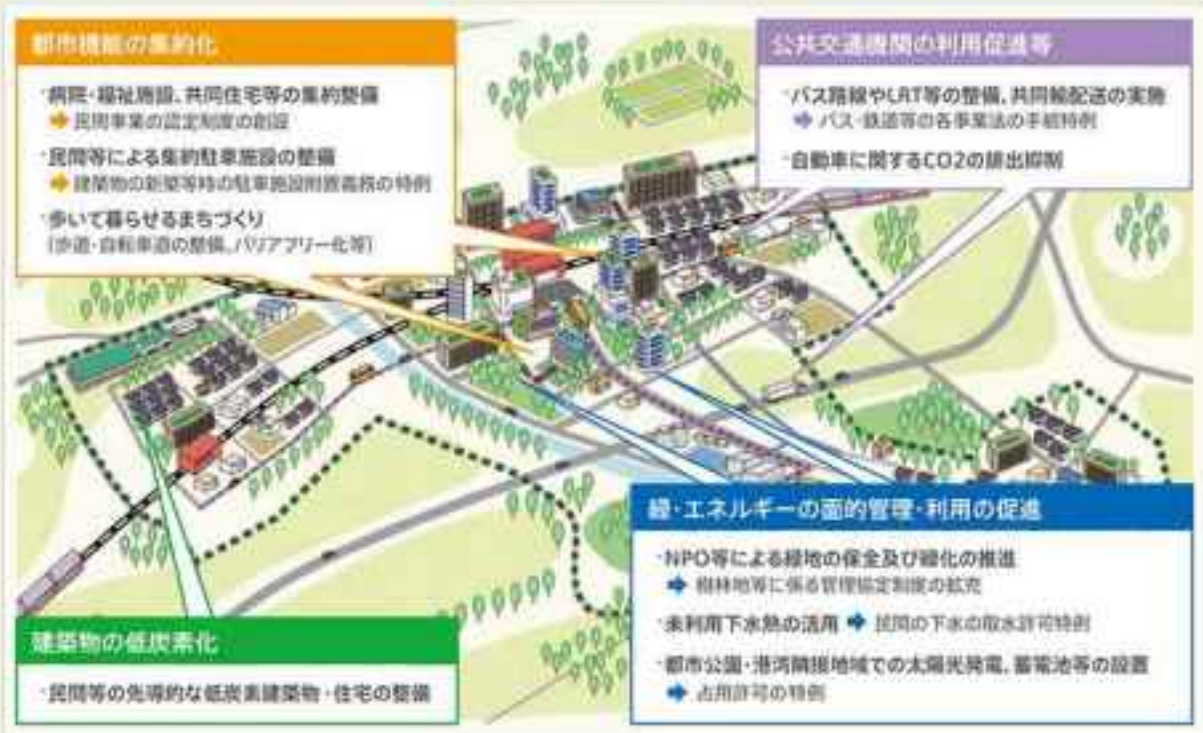 都市機能の集約化
・病院・福祉施設、共同住宅等の集約整備
➡ 民間事業の認定制度の創設
・民間等による集約駐車施設の整備
➡ 建築物の新築等時の駐車施設附置義務の特例
・歩いて暮らせるまちづくり
(歩道・自転車道の整備、バリアフリー化等)
公共交通機関の利用促進等
・バス路線やLRT等の整備、共同輸配送の実施
➡ バス・鉄道等の各事業法の手続特例
・自動車に関するCO2の排出抑制
緑・エネルギーの面的管理・利用の促進
・NPO等による緑地の保全及び緑化の推進
➡ 樹林地等に係る管理協定制度の拡充
・未利用下水熱の活用 ➡ 民間の下水の取水許可特例
・都市公園・港湾隣接地域での太陽光発電、蓄電池等の設置
➡ 占用許可の特例
建築物の低炭素化
・民間等の先導的な低炭素建築物・住宅の整備